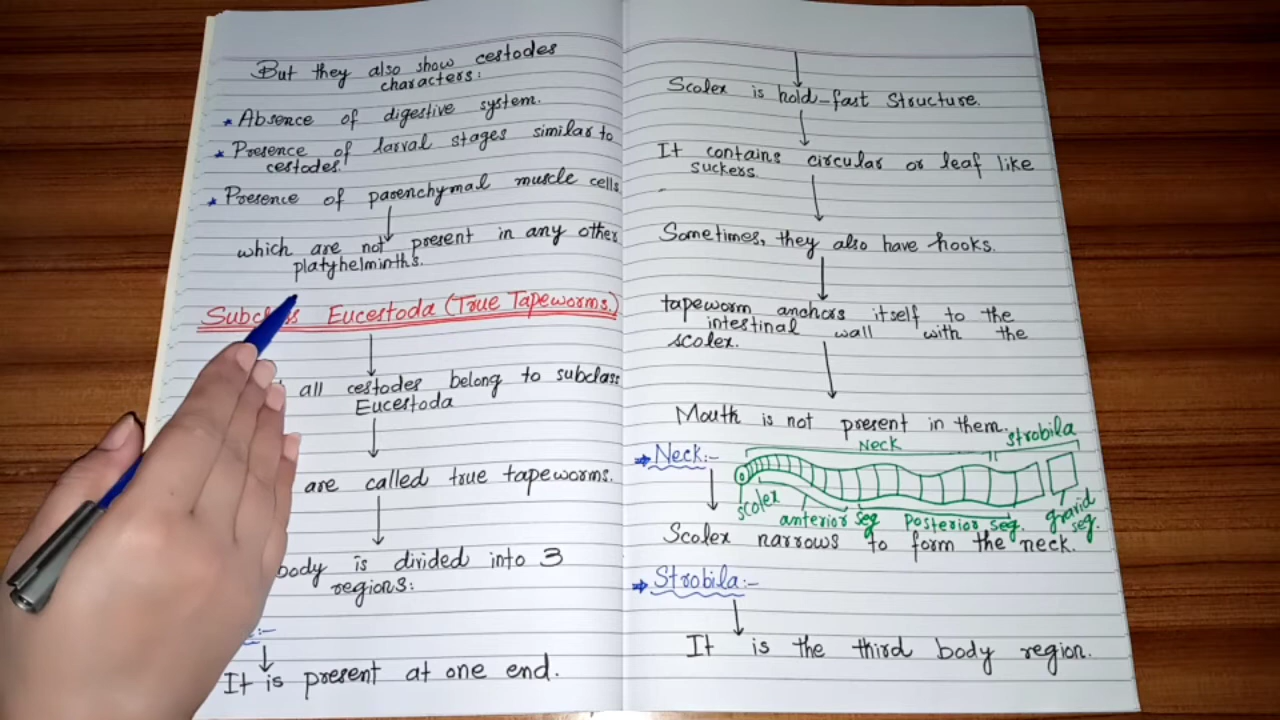 But they also show cestodes
characters:
* Absence of digestive system.
* Presence of larval stages similar to
cestodes.
* Presence of parenchymal muscle cells
which are not present in any other
platyhelminths.
Subclass Eucestoda (True Tapeworms.)
all cestodes belong to subclass
Eucestoda
are called true tapeworms.
body is divided into 3
regions:
It is present at one end.
Scolex is hold-fast structure.
It contains circular or leaf like
suckers.
Sometimes, they also have hooks.
tapeworm anchors itself to the
intestinal wall with the
scolex.
Mouth is not present in them.
Neck:-
Neck
strobila
scolex
anterior seg
posterior seg.
gravid
seg.
Scolex narrows to form the neck.
Strobila:-
It is the third body region.